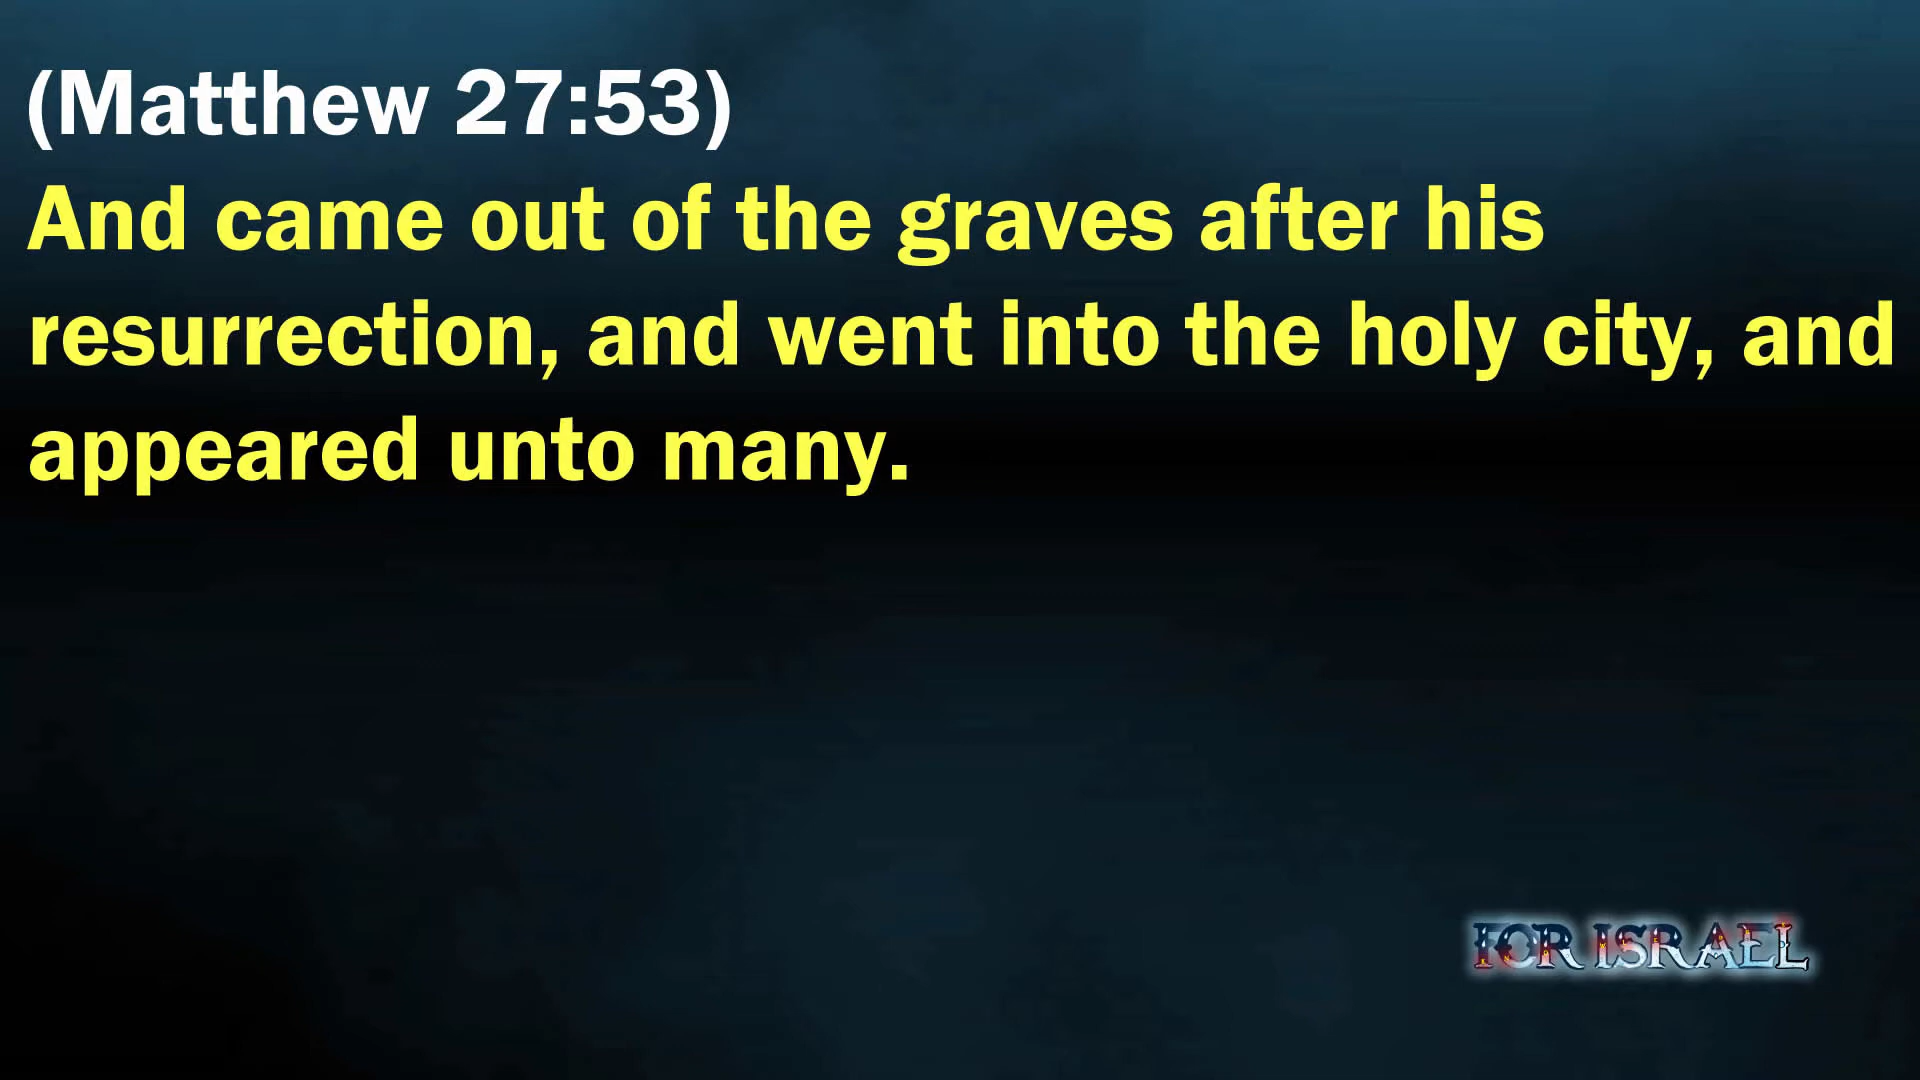 (Matthew 27:53)
And came out of the graves after his
resurrection, and went into the holy city, and
appeared unto many.
FOR ISRAEL